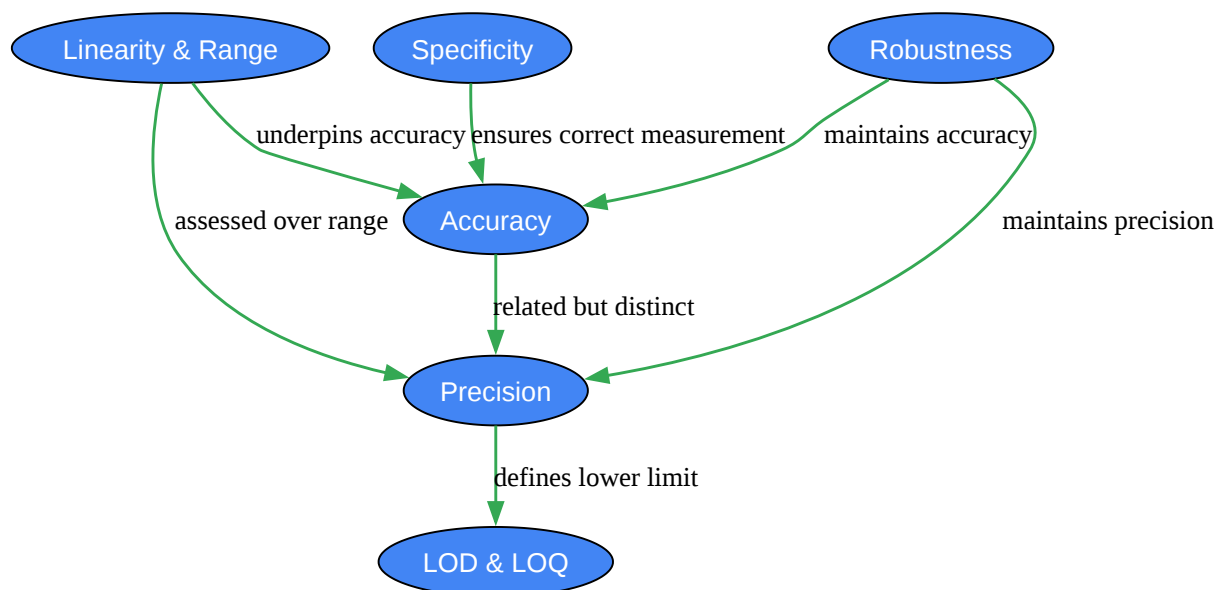 Linearity & Range
Specificity
Robustness
underpins accuracy
ensures correct measurement
maintains accuracy
Accuracy
assessed over range
maintains precision
related but distinct
Precision
defines lower limit
LOD & LOQ